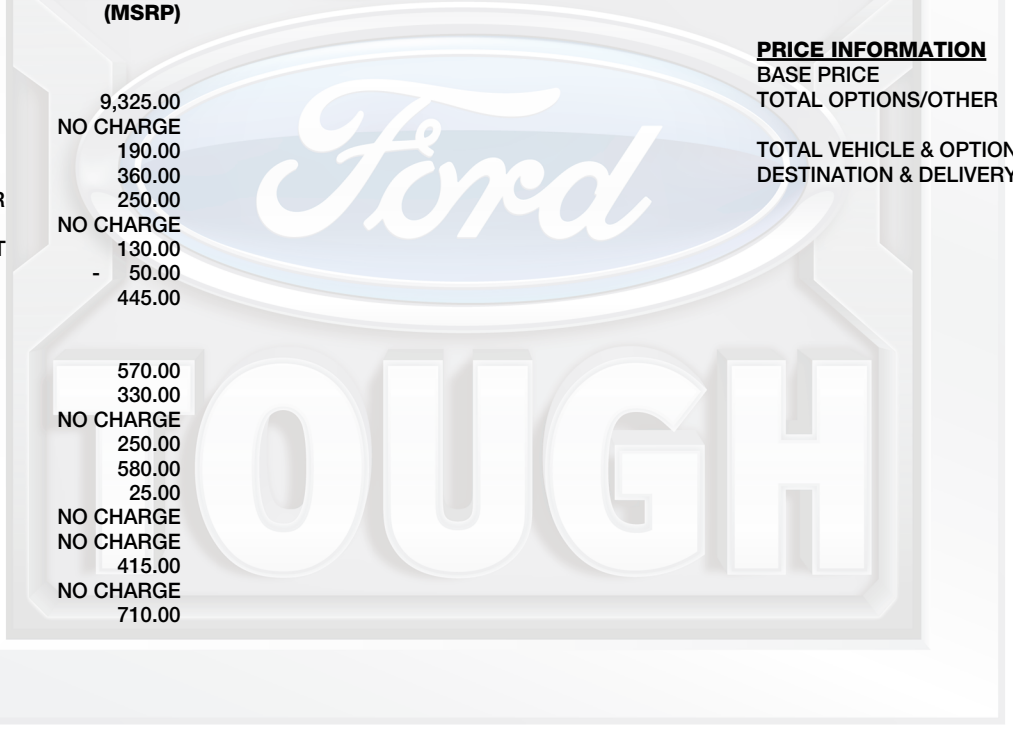 (MSRP)
9,325.00
NO CHARGE
190.00
360.00
R 250.00
NO CHARGE
T 130.00
- 50.00
445.00
570.00
330.00
NO CHARGE
250.00
580.00
25.00
NO CHARGE
NO CHARGE
415.00
NO CHARGE
710.00
PRICE INFORMATION
BASE PRICE
TOTAL OPTIONS/OTHER
TOTAL VEHICLE & OPTION
DESTINATION & DELIVERY
Ford
TOUGH